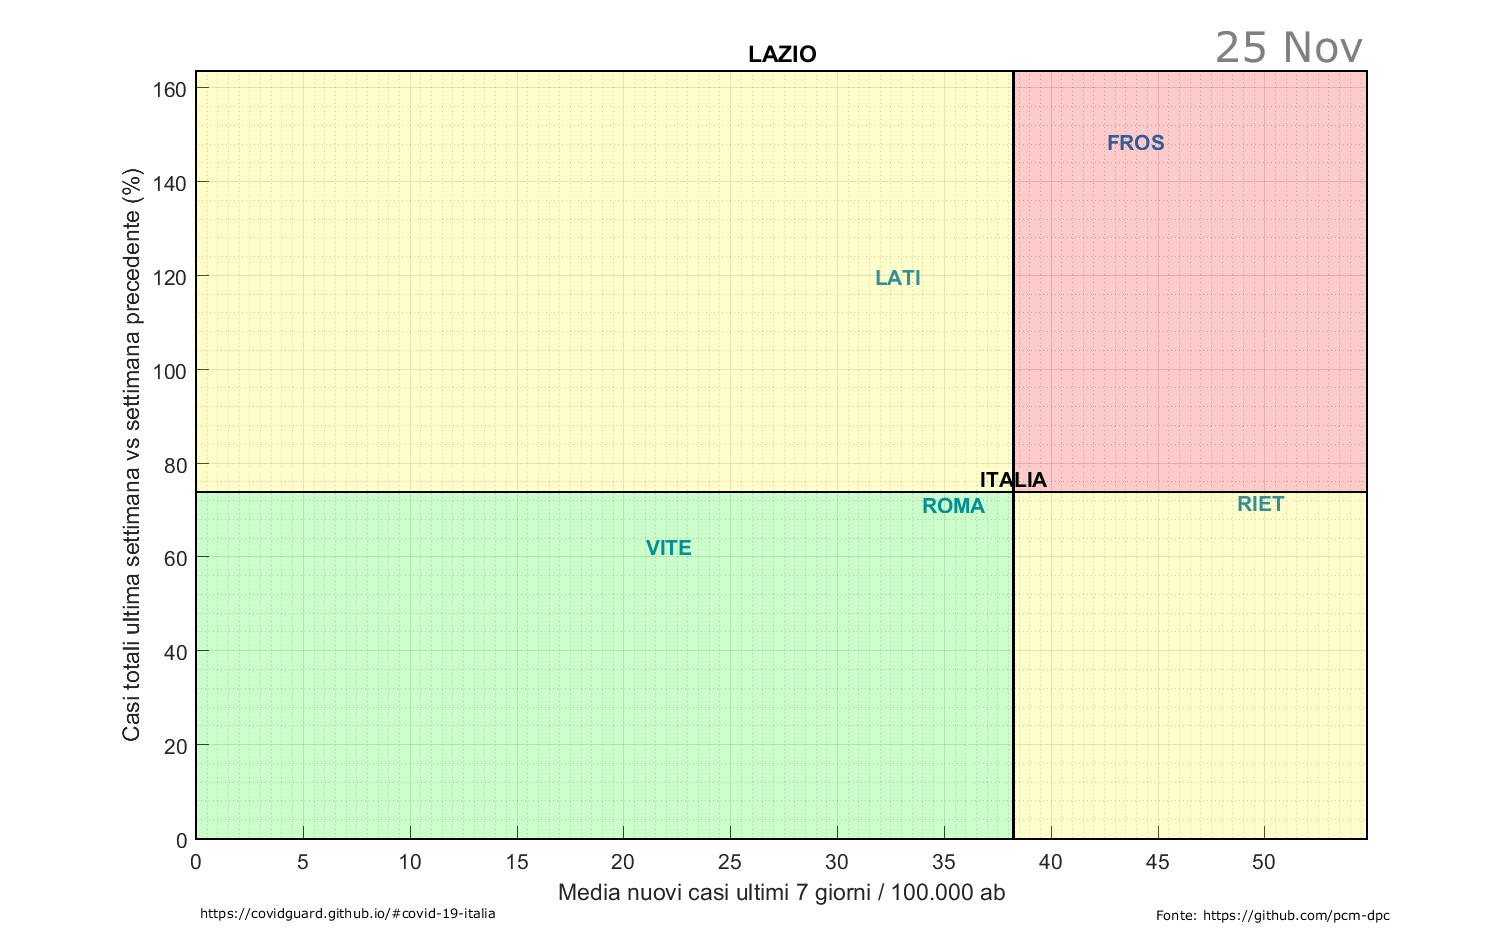 25 Nov
LAZIO
160
140
120
100
80
60
40
20
0
Casi totali ultima settimana vs settimana precedente (%)
FROS
LATI
ITALIA
ROMA
RIET
VITE
0 5 10 15 20 25 30 35 40 45 50
Media nuovi casi ultimi 7 giorni / 100.000 ab
https://covidguard.github.io/#covid-19-italia
Fonte: https://github.com/pcm-dpc